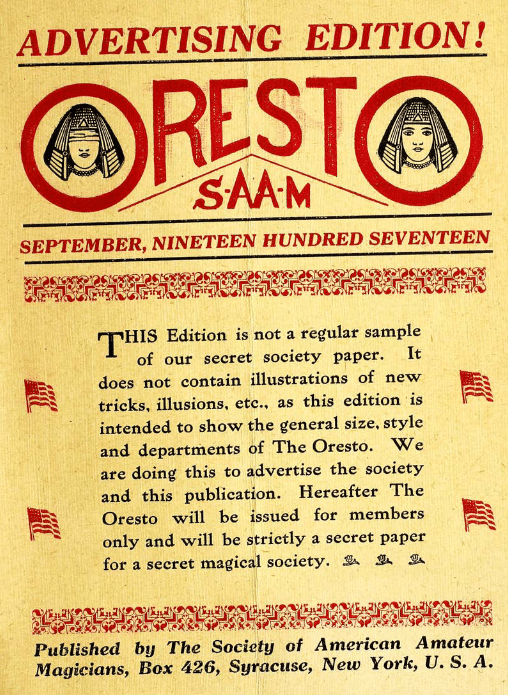 ADVERTISING EDITION!
ORESTO
S·A·A·M
SEPTEMBER, NINETEEN HUNDRED SEVENTEEN
THIS Edition is not a regular sample
of our secret society paper. It
does not contain illustrations of new
tricks, illusions, etc., as this edition is
intended to show the general size, style
and departments of The Oresto. We
are doing this to advertise the society
and this publication. Hereafter The
Oresto will be issued for members
only and will be strictly a secret paper
for a secret magical society.
Published by The Society of American Amateur
Magicians, Box 426, Syracuse, New York, U. S. A.